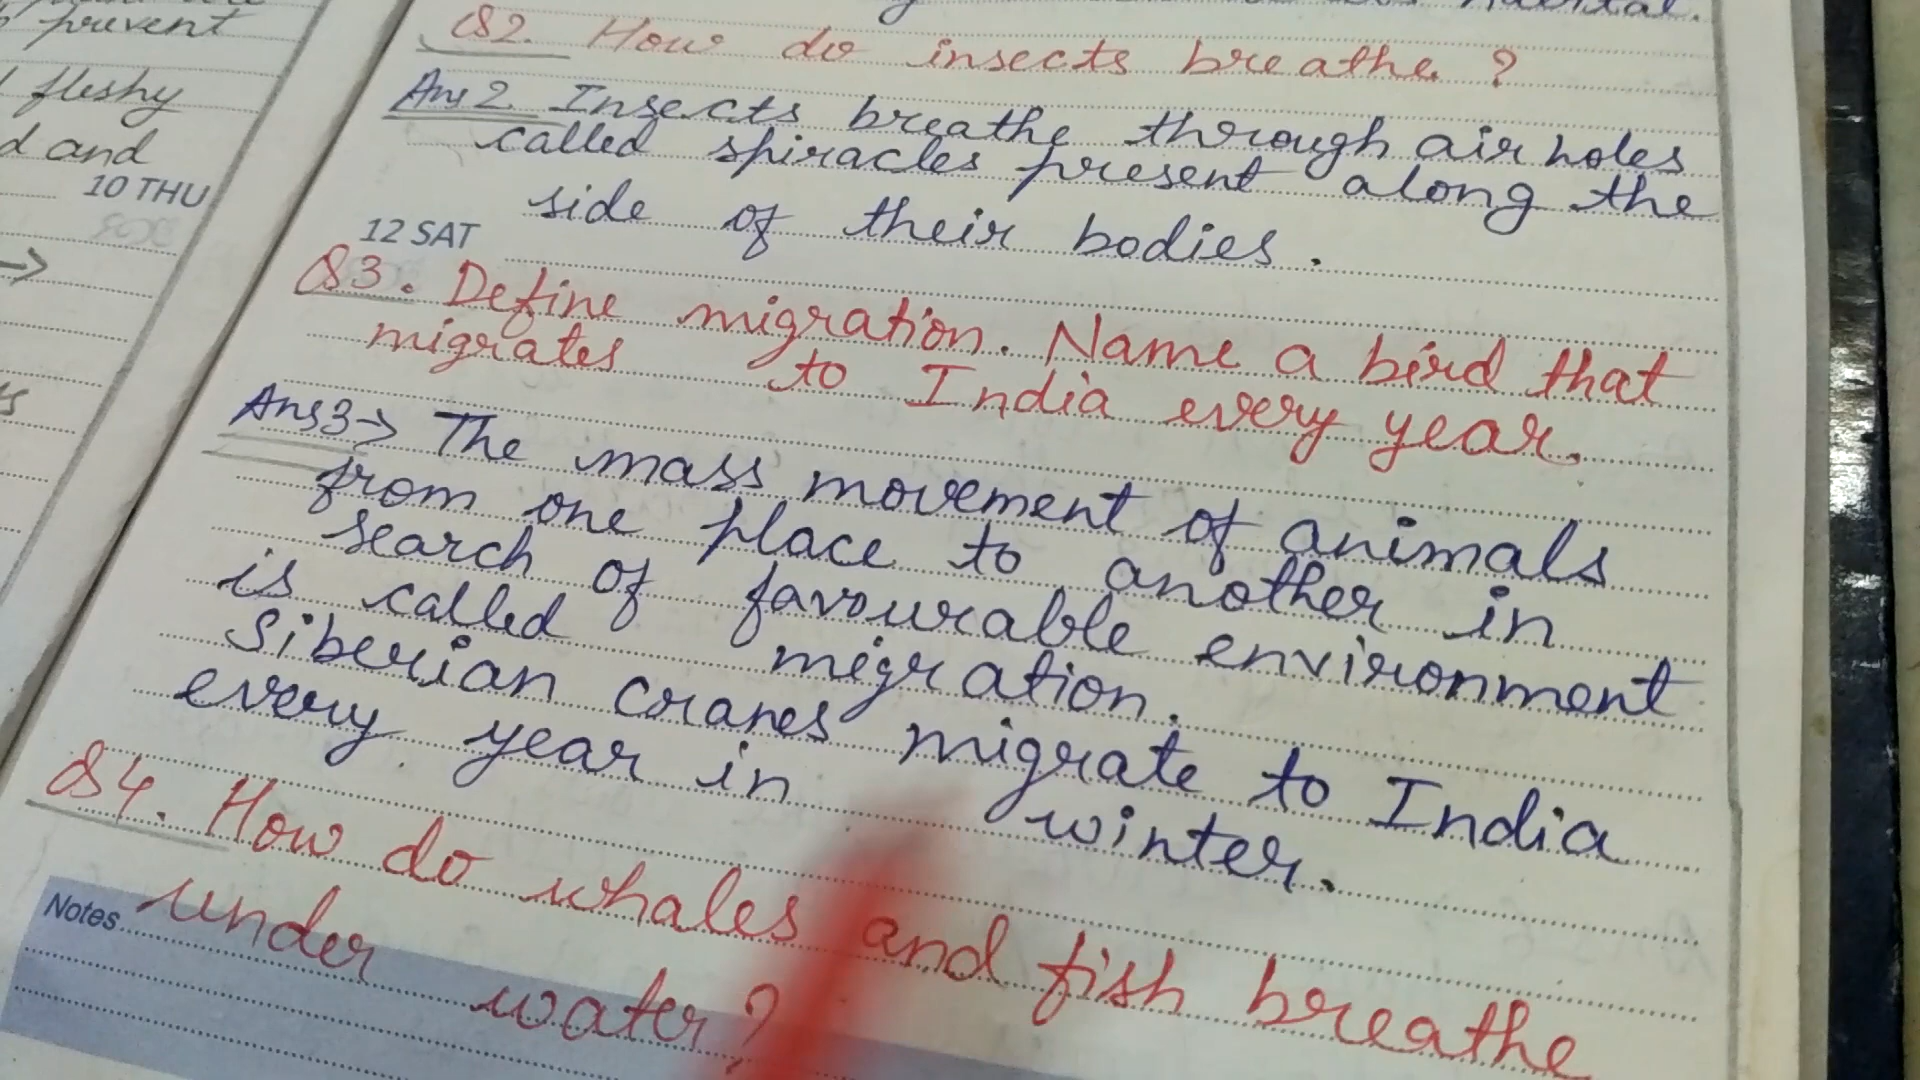 prevent
fleshy
d and
10 THU
Q2. How do insects breathe ?
Ans 2. Insects breathe through air holes
called spiracles present along the
side of their bodies.
12 SAT
Q3. Define migration. Name a bird that
migrates to India every year.
Ans3→ The mass movement of animals
from one place to another in
search of favourable environment
is called migration.
Siberian cranes migrate to India
every year in winter.
Q4. How do whales and fish breathe
Notes under water?